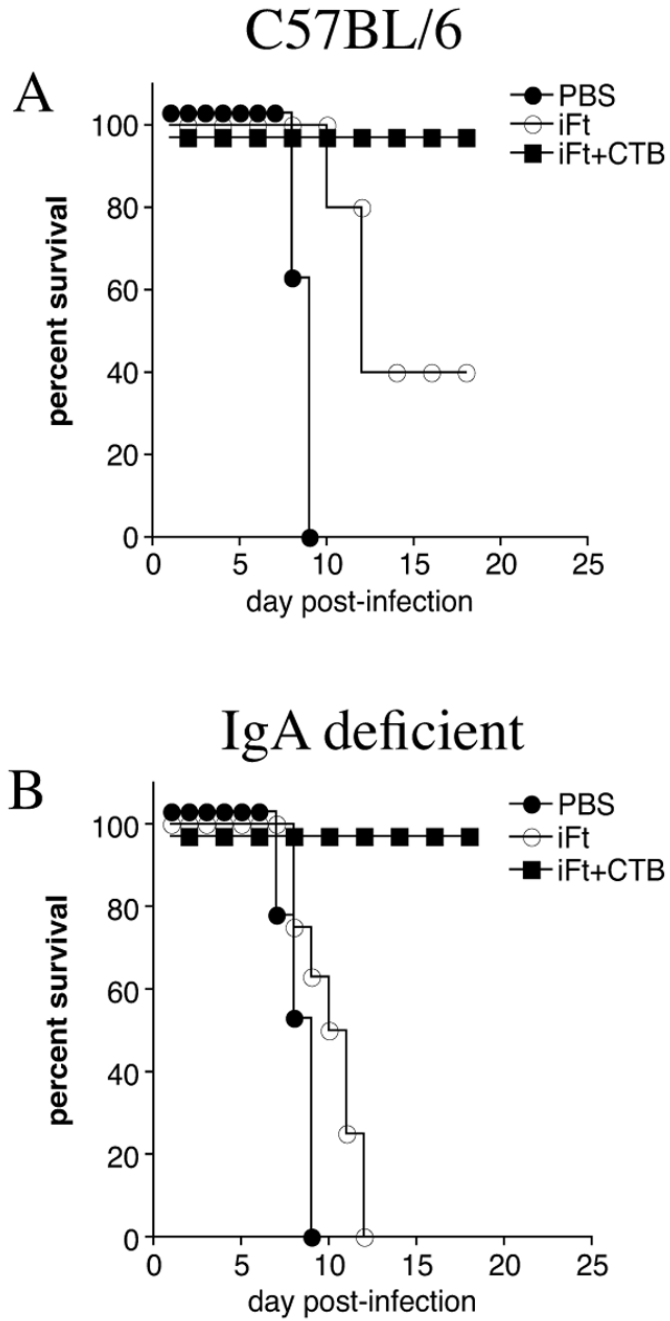 C57BL/6
A
PBS
iFt
iFt+CTB
percent survival
100
80
60
40
20
0
0 5 10 15 20 25
day post-infection
IgA deficient
B
PBS
iFt
iFt+CTB
percent survival
100
80
60
40
20
0
0 5 10 15 20 25
day post-infection